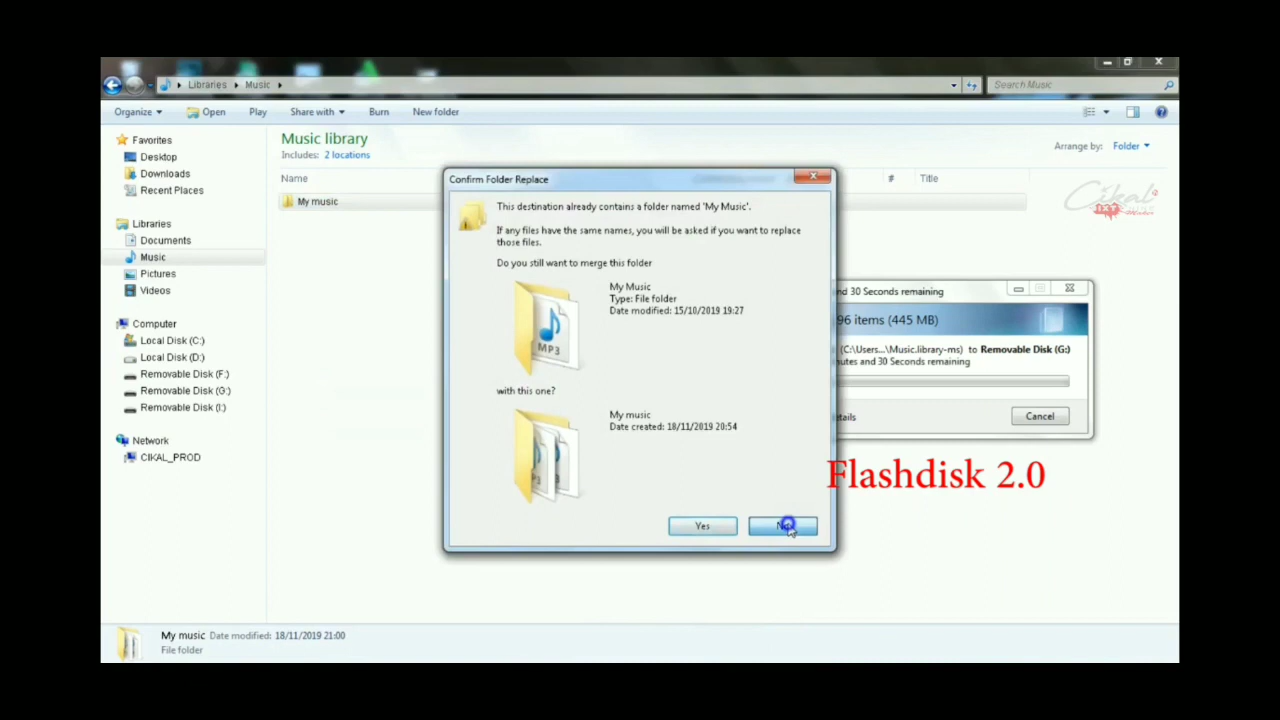 Libraries Music
Search Music
Organize Open Play Share with Burn New folder
Favorites
Desktop
Downloads
Recent Places
Libraries
Documents
Music
Pictures
Videos
Computer
Local Disk (C:)
Local Disk (D:)
Removable Disk (F:)
Removable Disk (G:)
Removable Disk (I:)
Network
CIKAL_PROD
Music library
Includes: 2 locations
Arrange by: Folder
Name # Title
My music
Cikal
Confirm Folder Replace
This destination already contains a folder named 'My Music'.
If any files have the same names, you will be asked if you want to replace
those files.
Do you still want to merge this folder
My Music
Type: File folder
Date modified: 15/10/2019 19:27
MP3
with this one?
My music
Date created: 18/11/2019 20:54
Yes No
nd 30 Seconds remaining
96 items (445 MB)
(C:\Users...\Music.library-ms) to Removable Disk (G:)
utes and 30 Seconds remaining
etails
Cancel
Flashdisk 2.0
My music Date modified: 18/11/2019 21:00
File folder